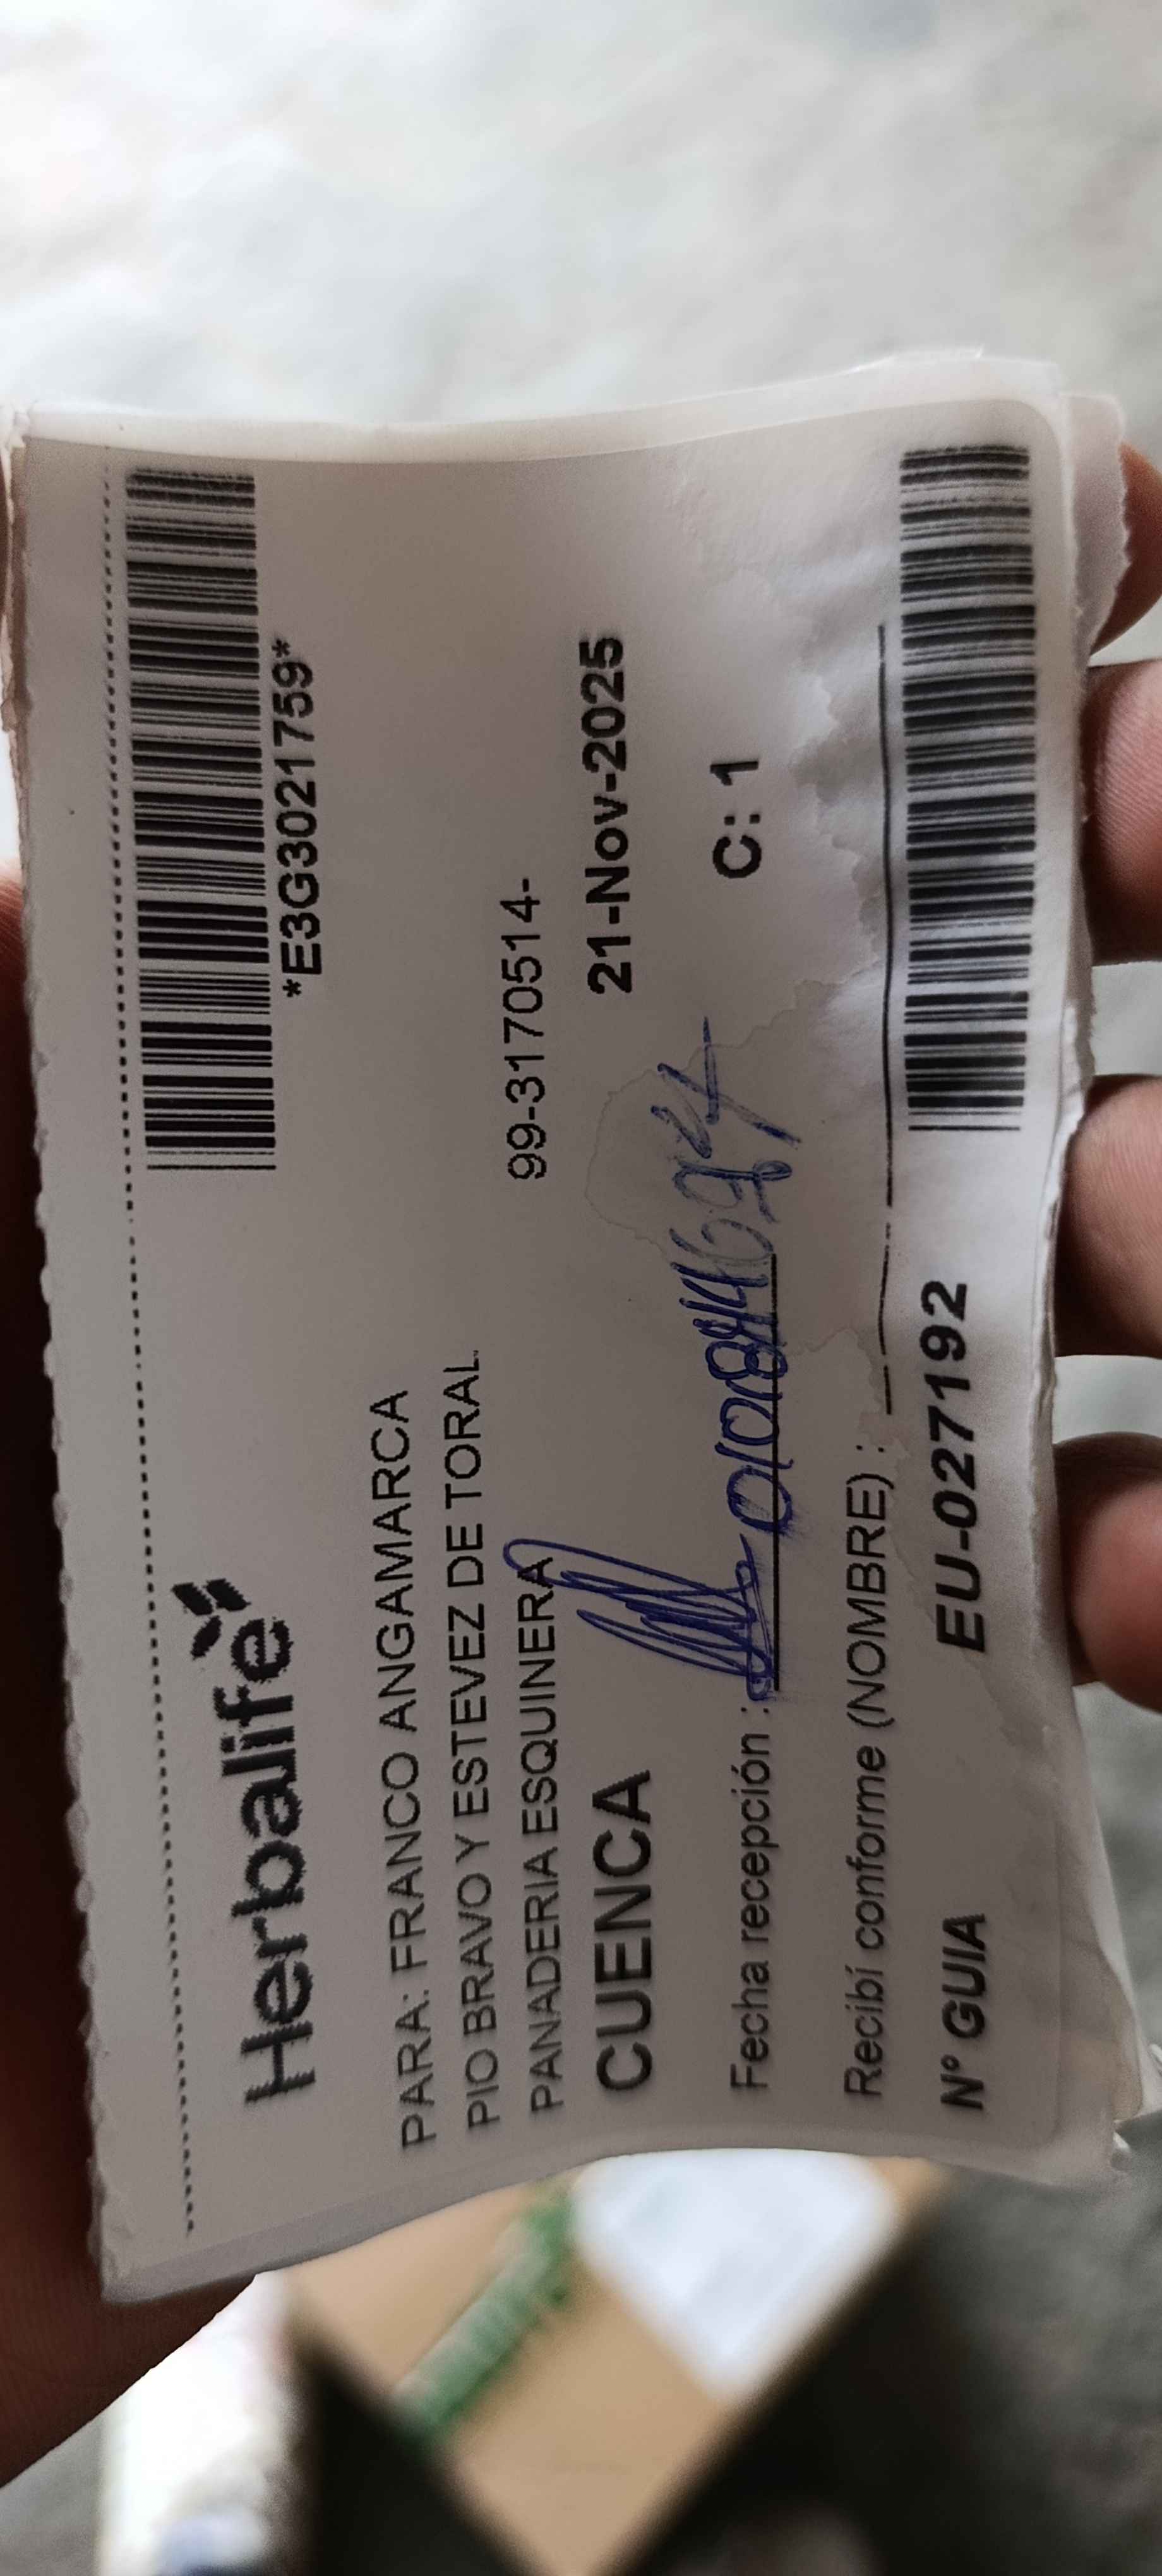 Herbalife
*E3G3021759*
PARA: FRANCO ANGAMARCA
PIO BRAVO Y ESTEVEZ DE TORAL
PANADERIA ESQUINERA 99-3170514-
CUENCA 21-Nov-2025
Fecha recepción : C: 1
Recibí conforme (NOMBRE) :
Nº GUIA EU-027192